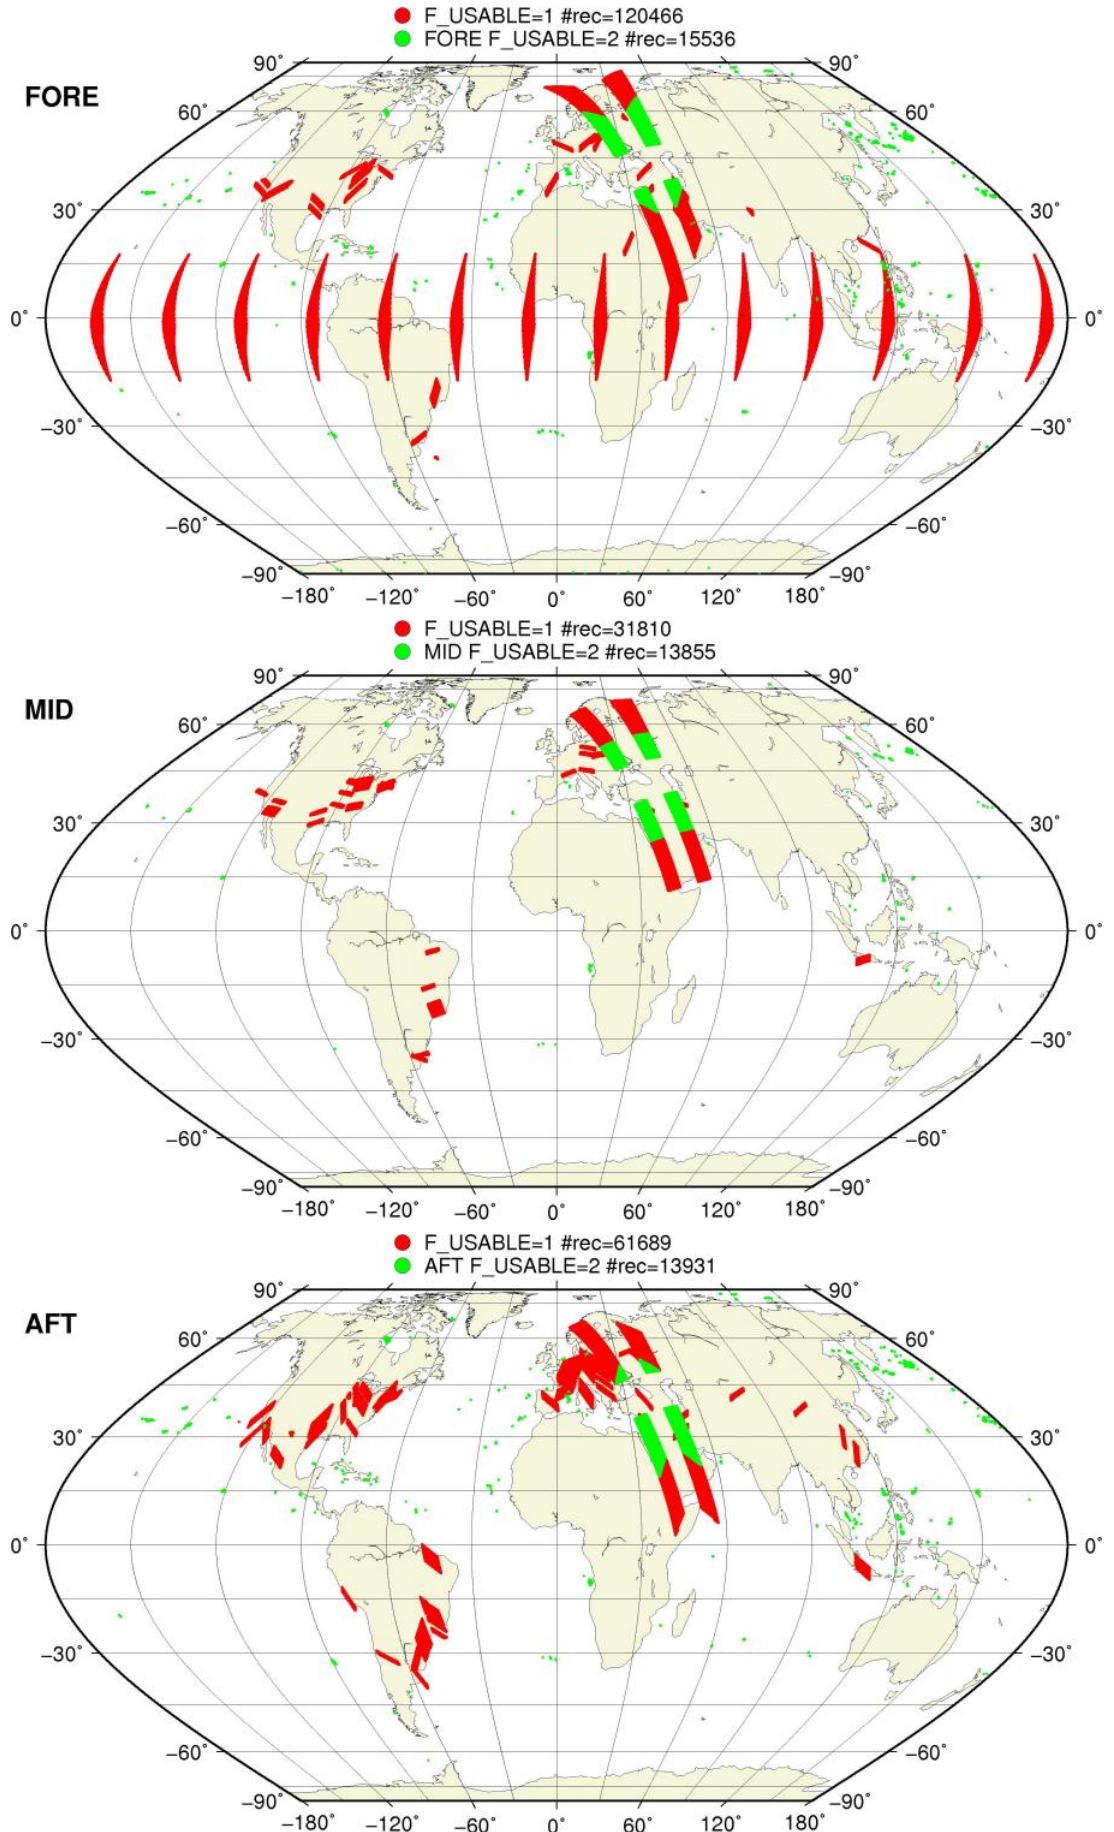 F_USABLE=1 #rec=120466
FORE F_USABLE=2 #rec=15536
FORE
90° 90°
60° 60°
30° 30°
0° 0°
−30° −30°
−60° −60°
−90° −90°
−180° −120° −60° 0° 60° 120° 180°
F_USABLE=1 #rec=31810
MID F_USABLE=2 #rec=13855
MID
90° 90°
60° 60°
30° 30°
0° 0°
−30° −30°
−60° −60°
−90° −90°
−180° −120° −60° 0° 60° 120° 180°
F_USABLE=1 #rec=61689
AFT F_USABLE=2 #rec=13931
AFT
90° 90°
60° 60°
30° 30°
0° 0°
−30° −30°
−60° −60°
−90° −90°
−180° −120° −60° 0° 60° 120° 180°